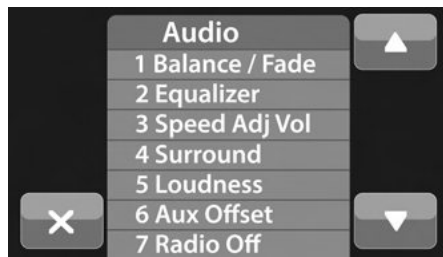 Audio
1 Balance / Fade
2 Equalizer
3 Speed Adj Vol
4 Surround
5 Loudness
6 Aux Offset
7 Radio Off